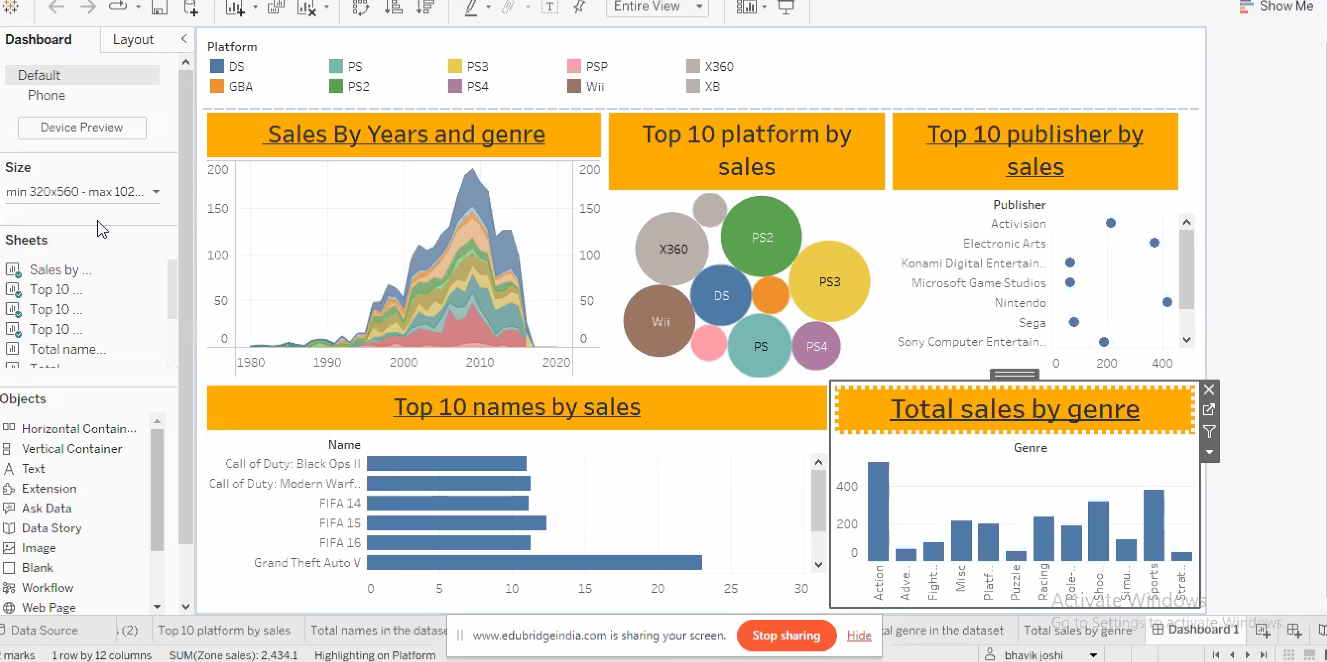 Entire View
Show Me
Dashboard
Layout
Default
Phone
Device Preview
Size
min 320x560 - max 102...
Sheets
Sales by ...
Top 10 ...
Top 10 ...
Top 10 ...
Total name...
Objects
Horizontal Contain...
Vertical Container
Text
Extension
Ask Data
Data Story
Image
Blank
Workflow
Web Page
Platform
DS
PS
PS3
PSP
X360
GBA
PS2
PS4
Wii
XB
Sales By Years and genre
200
150
100
50
0
200
150
100
50
0
1980
1990
2000
2010
2020
Top 10 platform by
sales
X360
PS2
PS3
DS
Wii
PS
PS4
Top 10 publisher by
sales
Publisher
Activision
Electronic Arts
Konami Digital Entertain..
Microsoft Game Studios
Nintendo
Sega
Sony Computer Entertain..
0
200
400
Top 10 names by sales
Name
Call of Duty: Black Ops II
Call of Duty: Modern Warf..
FIFA 14
FIFA 15
FIFA 16
Grand Theft Auto V
0
5
10
15
20
25
30
Total sales by genre
Genre
400
200
0
Action
Adve..
Fight..
Misc
Platf..
Puzzle
Racing
Role-..
Shoo..
Simu..
Sports
Strat..
Activate Windows
Go to Settings to activate Windows.
Data Source
(2)
Top 10 platform by sales
Total names in the datase
al genre in the dataset
Total sales by genre
Dashboard 1
www.edubridgeindia.com is sharing your screen.
Stop sharing
Hide
marks
1 row by 12 columns
SUM(Zone sales): 2,434.1
Highlighting on Platform
bhavik joshi